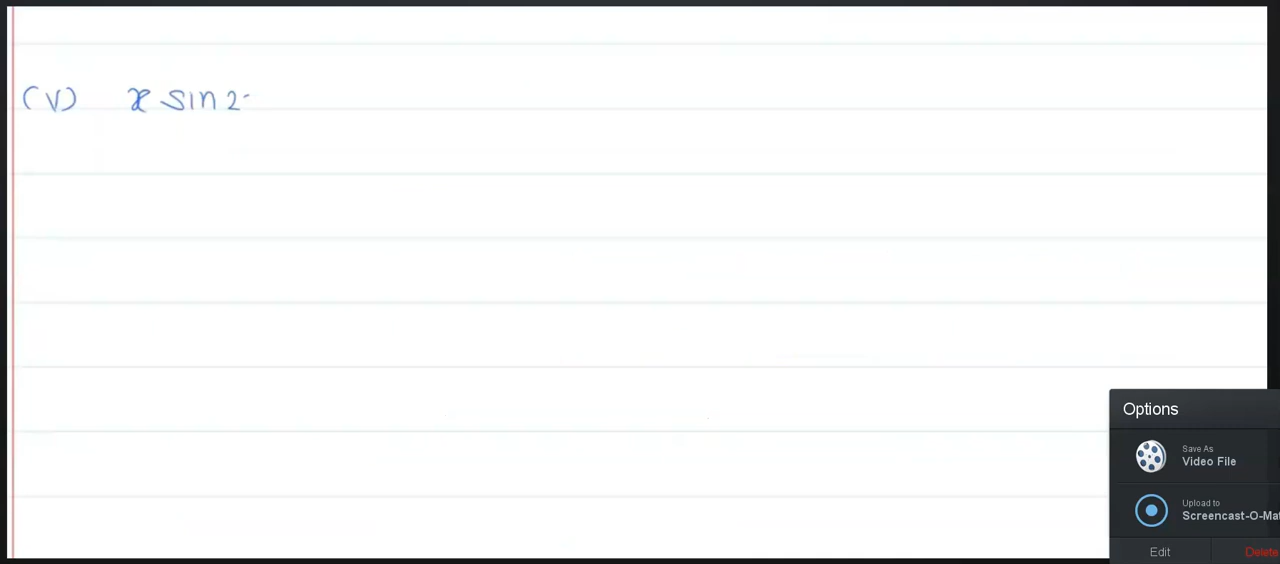 (V) x sin 2
Options
Save As
Video File
Upload to
Screencast-O-Mat
Edit Delete